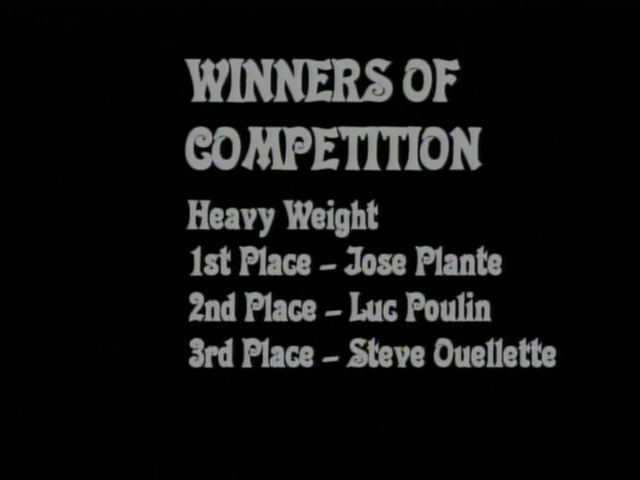 WINNERS OF
COMPETITION
Heavy Weight
1st Place – Jose Plante
2nd Place – Luc Poulin
3rd Place – Steve Ouellette